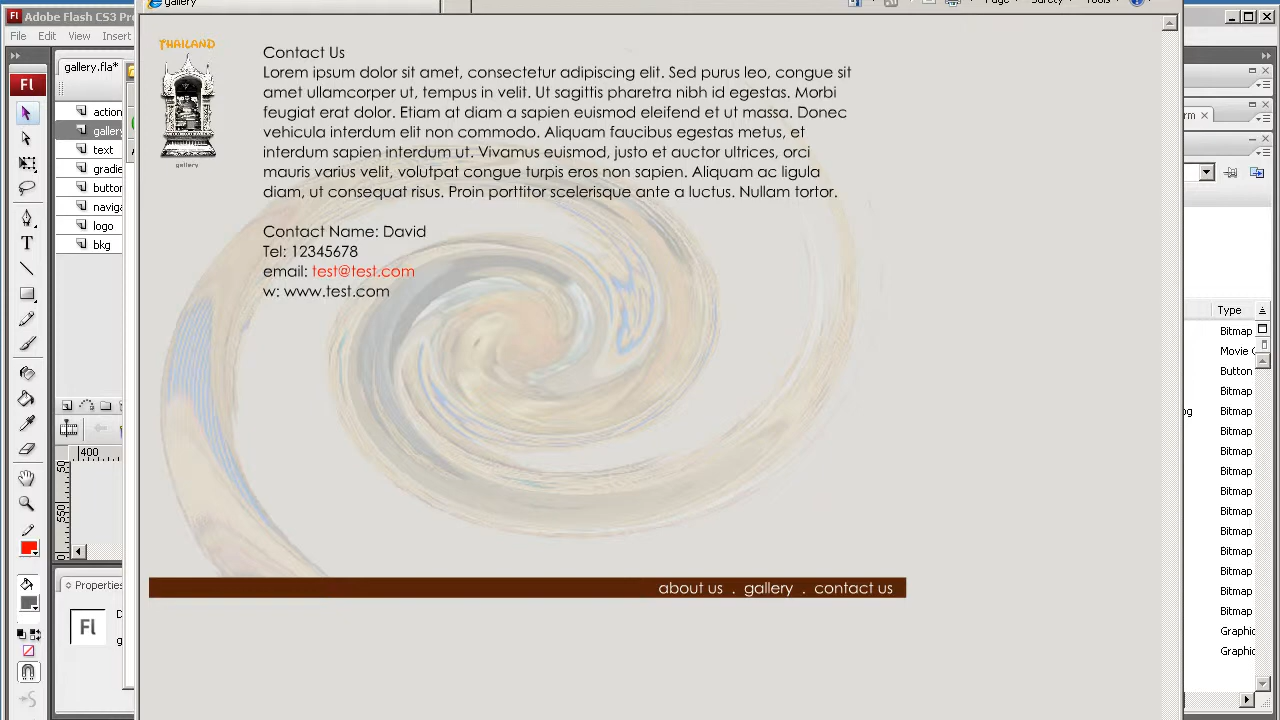 gallery
Page
Safety
Tools
Adobe Flash CS3 Pro
File Edit View Insert
gallery.fla*
Fl
action
gallery
text
gradie
button
naviga
logo
bkg
400
550
Properties
Fl
THAILAND
gallery
Contact Us
Lorem ipsum dolor sit amet, consectetur adipiscing elit. Sed purus leo, congue sit
amet ullamcorper ut, tempus in velit. Ut sagittis pharetra nibh id egestas. Morbi
feugiat erat dolor. Etiam at diam a sapien euismod eleifend et ut massa. Donec
vehicula interdum elit non commodo. Aliquam faucibus egestas metus, et
interdum sapien interdum ut. Vivamus euismod, justo et auctor ultrices, orci
mauris varius velit, volutpat congue turpis eros non sapien. Aliquam ac ligula
diam, ut consequat risus. Proin porttitor scelerisque ante a luctus. Nullam tortor.
Contact Name: David
Tel: 12345678
email: test@test.com
w: www.test.com
about us . gallery . contact us
Type
Bitmap
Movie C
Button
Bitmap
Bitmap
Bitmap
Bitmap
Bitmap
Bitmap
Bitmap
Bitmap
Bitmap
Bitmap
Bitmap
Bitmap
Graphic
Graphic